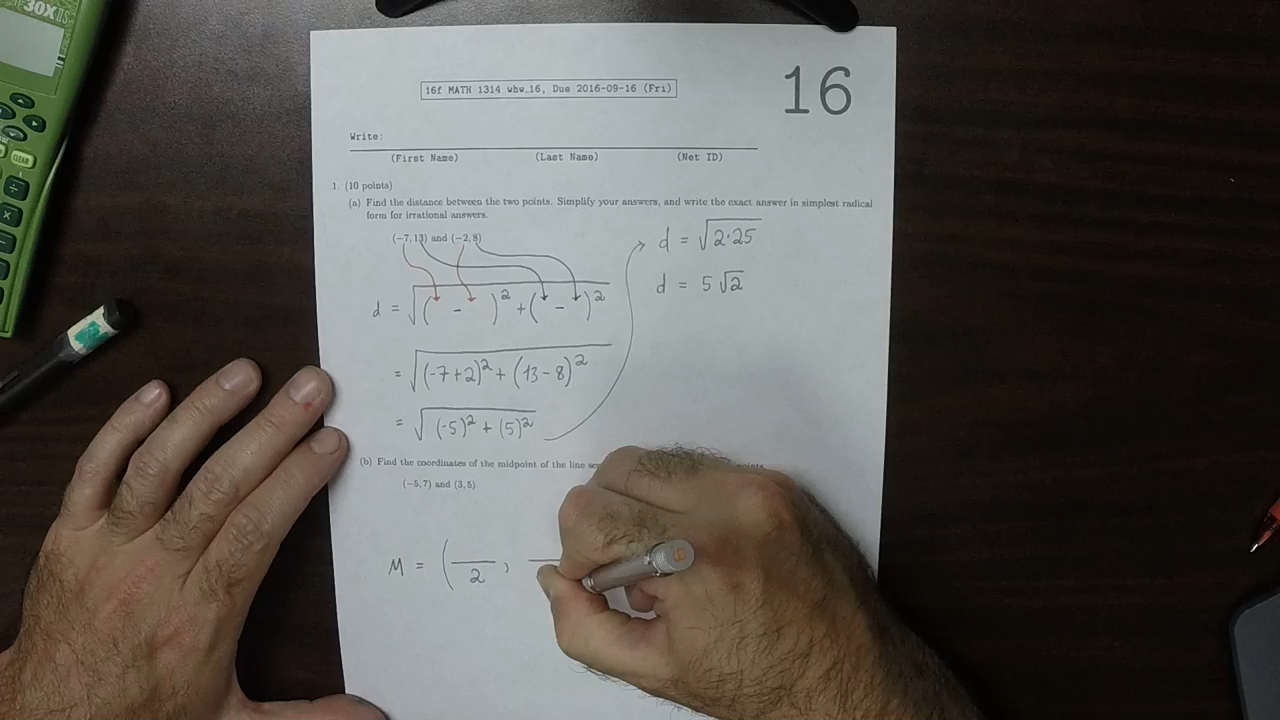 30X IIS
CLEAR
÷
×
16
16f MATH 1314 whw_16, Due 2016-09-16 (Fri)
Write:
(First Name) (Last Name) (Net ID)
1. (10 points)
(a) Find the distance between the two points. Simplify your answers, and write the exact answer in simplest radical
form for irrational answers.
(−7, 13) and (−2, 8)
d = √( - )² + ( - )²
= √(-7+2)² + (13-8)²
= √(-5)² + (5)²
d = √2·25
d = 5√2
(b) Find the coordinates of the midpoint of the line
(−5, 7) and (3, 5)
M = ( /2 ,